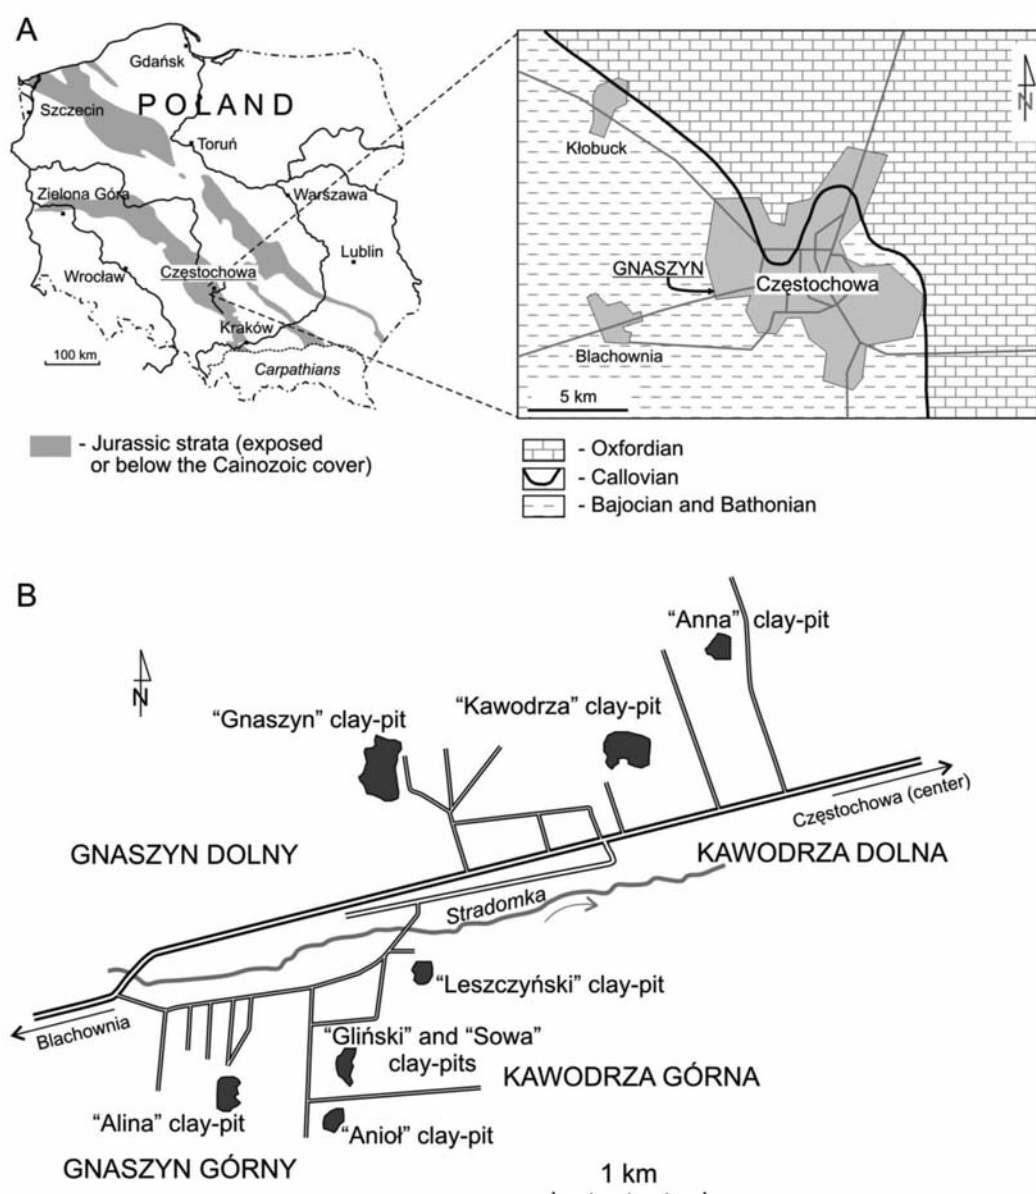 A
Gdańsk
POLAND
Szczecin
Toruń
Zielona Góra
Warszawa
Lublin
Wrocław
Częstochowa
Kraków
100 km
Carpathians
N
Kłobuck
GNASZYN
Częstochowa
Blachownia
5 km
- Jurassic strata (exposed
or below the Cainozoic cover)
- Oxfordian
- Callovian
- Bajocian and Bathonian
B
N
"Anna" clay-pit
"Gnaszyn" clay-pit
"Kawodrza" clay-pit
Częstochowa (center)
GNASZYN DOLNY
KAWODRZA DOLNA
Stradomka
"Leszczyński" clay-pit
Blachownia
"Gliński" and "Sowa"
clay-pits
KAWODRZA GÓRNA
"Alina" clay-pit
"Anioł" clay-pit
GNASZYN GÓRNY
1 km